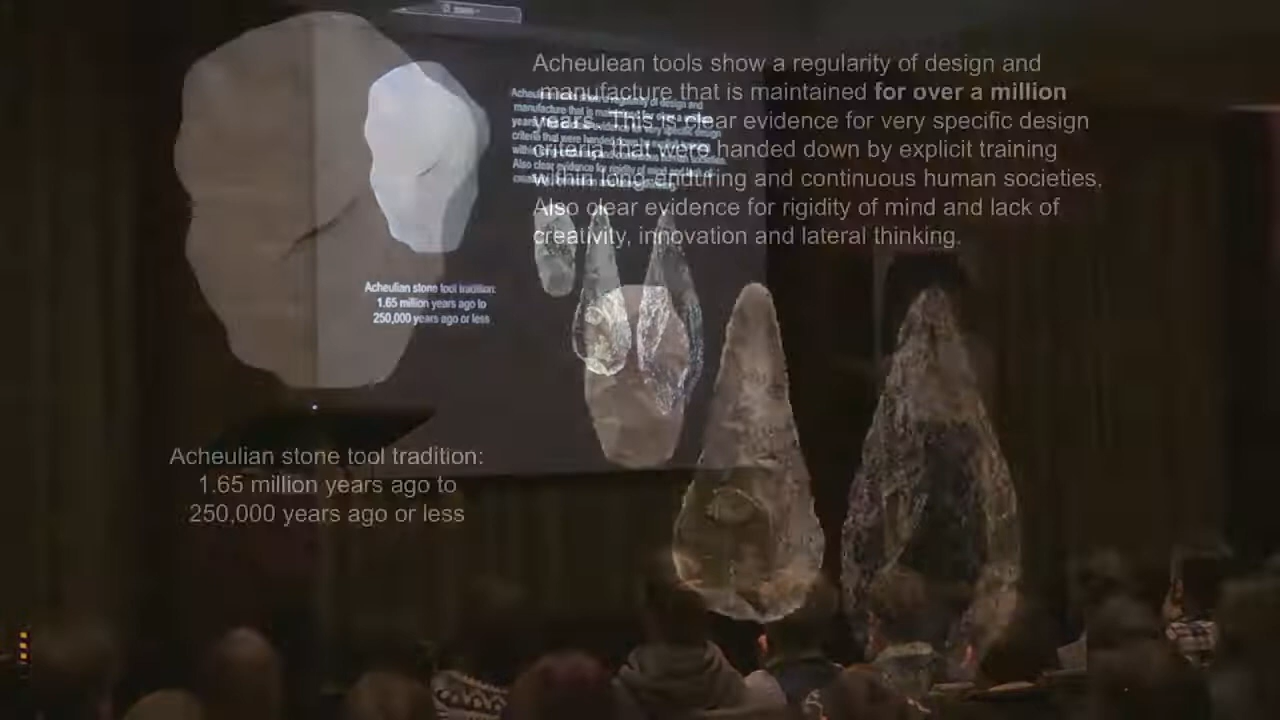 Acheulean tools show a regularity of design and
manufacture that is maintained for over a million
years. This is clear evidence for very specific design
criteria that were handed down by explicit training
within long-enduring and continuous human societies.
Also clear evidence for rigidity of mind and lack of
creativity, innovation and lateral thinking.
Acheulian stone tool tradition:
1.65 million years ago to
250,000 years ago or less
Acheulian stone tool tradition:
1.65 million years ago to
250,000 years ago or less